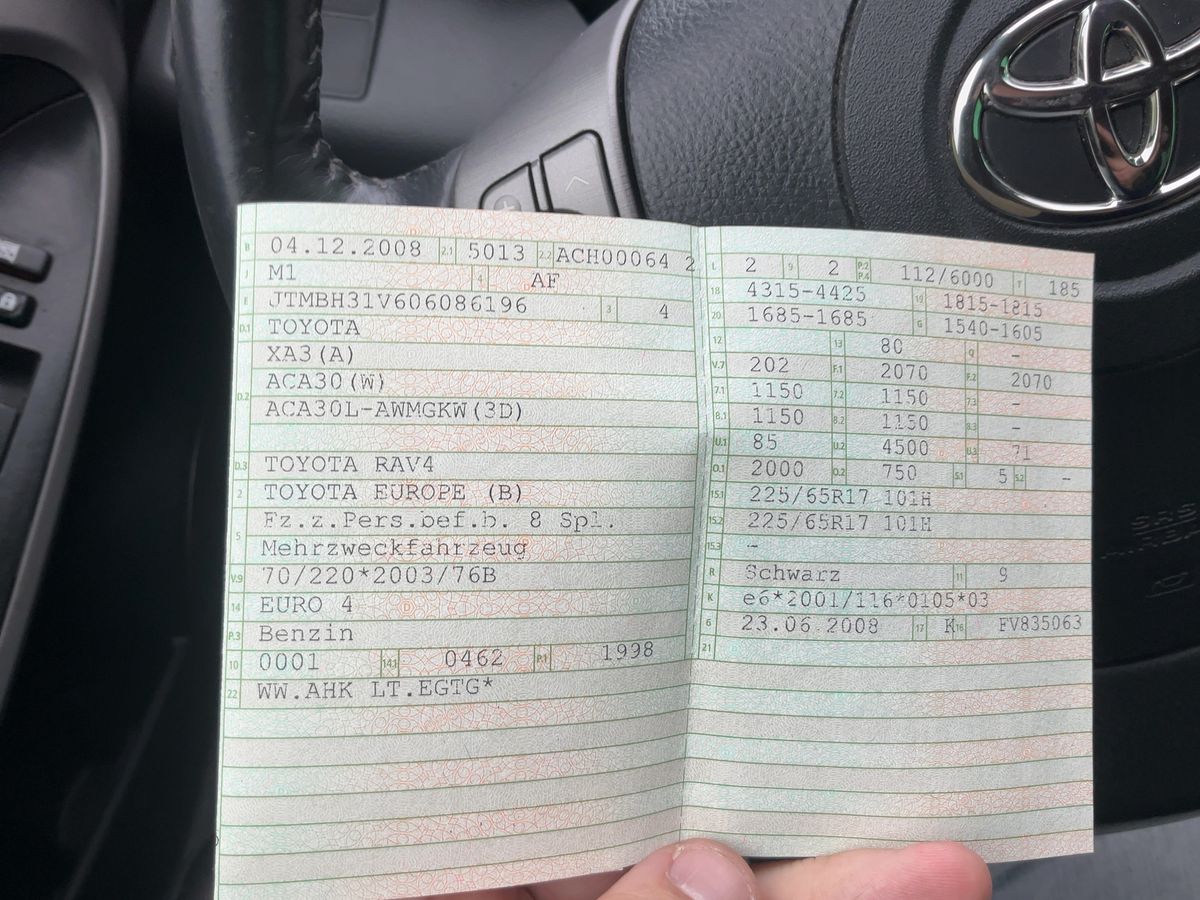 B 04.12.2008 2.1 5013 2.2 ACH00064 2
J M1 4 AF
E JTMBH31V606086196 3 4
D.1 TOYOTA
XA3(A)
D.2 ACA30(W)
ACA30L-AWMGKW(3D)
D.3 TOYOTA RAV4
2 TOYOTA EUROPE (B)
5 Fz.z.Pers.bef.b. 8 Spl.
Mehrzweckfahrzeug
V.9 70/220*2003/76B
14 EURO 4
P.3 Benzin
10 0001 14.1 0462 P.1 1998
22 WW.AHK LT.EGTG*
L 2 9 2 P.2 P.4 112/6000 T 185
18 4315-4425 19 1815-1815
20 1685-1685 G 1540-1605
12 13 80 Q -
V.7 202 F.1 2070 F.2 2070
7.1 1150 7.2 1150 7.3 -
8.1 1150 8.2 1150 8.3 -
U.1 85 U.2 4500 U.3 71
O.1 2000 O.2 750 S.1 5 S.2 -
15.1 225/65R17 101H
15.2 225/65R17 101H
15.3 -
R Schwarz 11 9
K e6*2001/116*0105*03
6 23.06.2008 17 K 16 FV835063
21